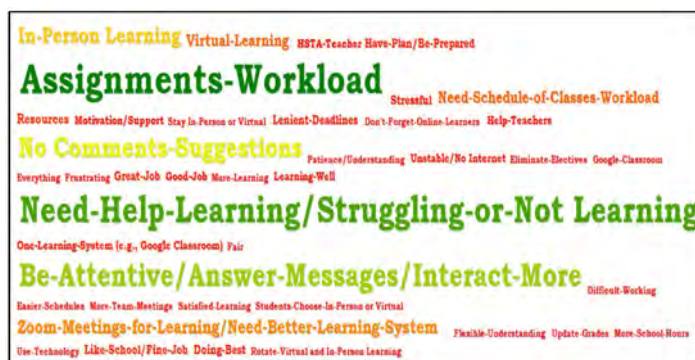 In-Person Learning Virtual-Learning HSTA-Teacher Have-Plan/Be-Prepared
Assignments-Workload Stressful Need-Schedule-of-Classes-Workload
Resources Motivation/Support Stay In-Person or Virtual Lenient-Deadlines Don't-Forget-Online-Learners Help-Teachers
No Comments-Suggestions Patience/Understanding Unstable/No Internet Eliminate-Electives Google-Classroom
Everything Frustrating Great-Job Good-Job More-Learning Learning-Well
Need-Help-Learning/Struggling-or-Not Learning
One-Learning-System (e.g., Google Classroom) Fair
Be-Attentive/Answer-Messages/Interact-More Difficult-Working
Easier-Schedules More-Team-Meetings Satisfied-Learning Students-Choose-In-Person or Virtual
Zoom-Meetings-for-Learning/Need-Better-Learning-System Flexible-Understanding Update-Grades More-School-Hours
Use-Technology Like-School/Fine-Job Doing-Best Rotate-Virtual and In-Person Learning